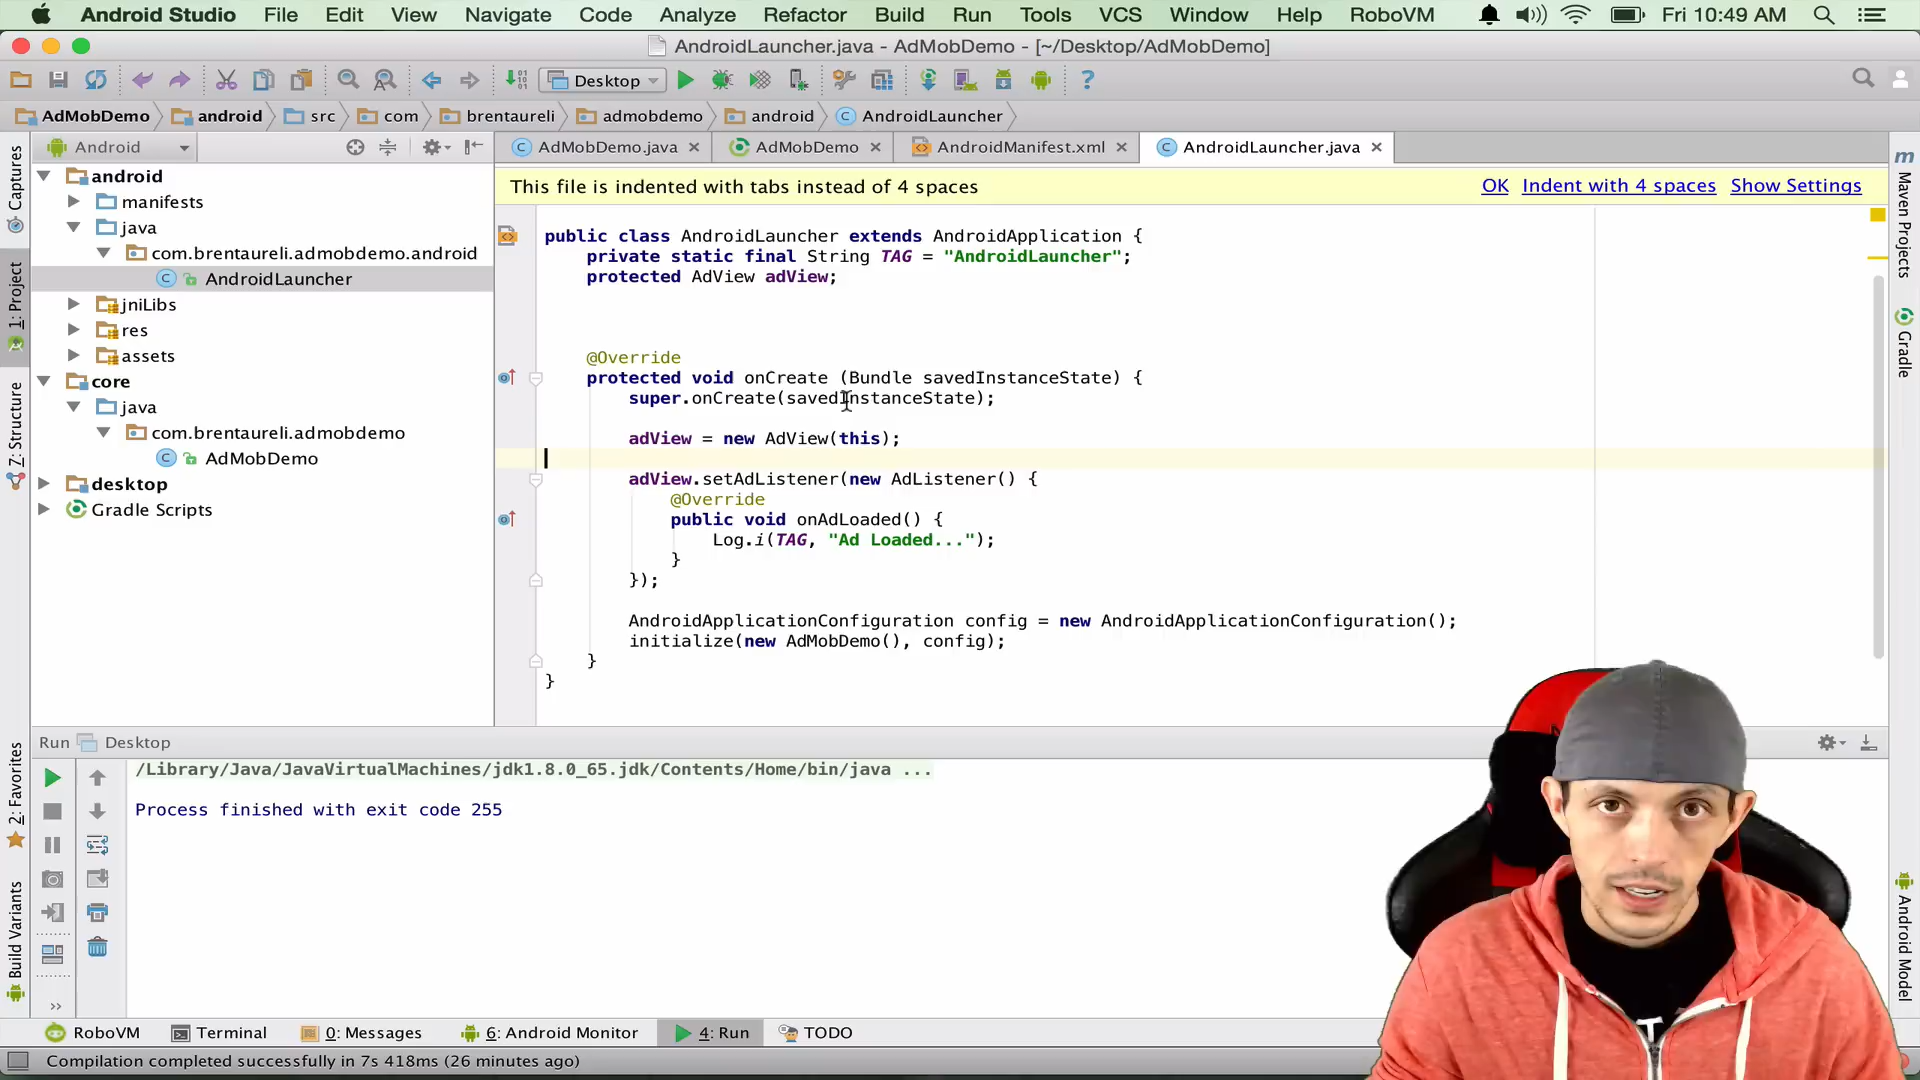 Android Studio File Edit View Navigate Code Analyze Refactor Build Run Tools VCS Window Help RoboVM Fri 10:49 AM
AndroidLauncher.java - AdMobDemo - [~/Desktop/AdMobDemo]
Desktop
AdMobDemo android src com brentaureli admobdemo android AndroidLauncher
Android
AdMobDemo.java AdMobDemo AndroidManifest.xml AndroidLauncher.java
android
manifests
java
com.brentaureli.admobdemo.android
AndroidLauncher
jniLibs
res
assets
core
java
com.brentaureli.admobdemo
AdMobDemo
desktop
Gradle Scripts
This file is indented with tabs instead of 4 spaces OK Indent with 4 spaces Show Settings
public class AndroidLauncher extends AndroidApplication {
private static final String TAG = "AndroidLauncher";
protected AdView adView;
@Override
protected void onCreate (Bundle savedInstanceState) {
super.onCreate(savedInstanceState);
adView = new AdView(this);
adView.setAdListener(new AdListener() {
@Override
public void onAdLoaded() {
Log.i(TAG, "Ad Loaded...");
}
});
AndroidApplicationConfiguration config = new AndroidApplicationConfiguration();
initialize(new AdMobDemo(), config);
}
}
Captures
1: Project
7: Structure
2: Favorites
Build Variants
m
Maven Projects
Gradle
Android Model
Run Desktop
/Library/Java/JavaVirtualMachines/jdk1.8.0_65.jdk/Contents/Home/bin/java ...
Process finished with exit code 255
RoboVM Terminal 0: Messages 6: Android Monitor 4: Run TODO
Compilation completed successfully in 7s 418ms (26 minutes ago)